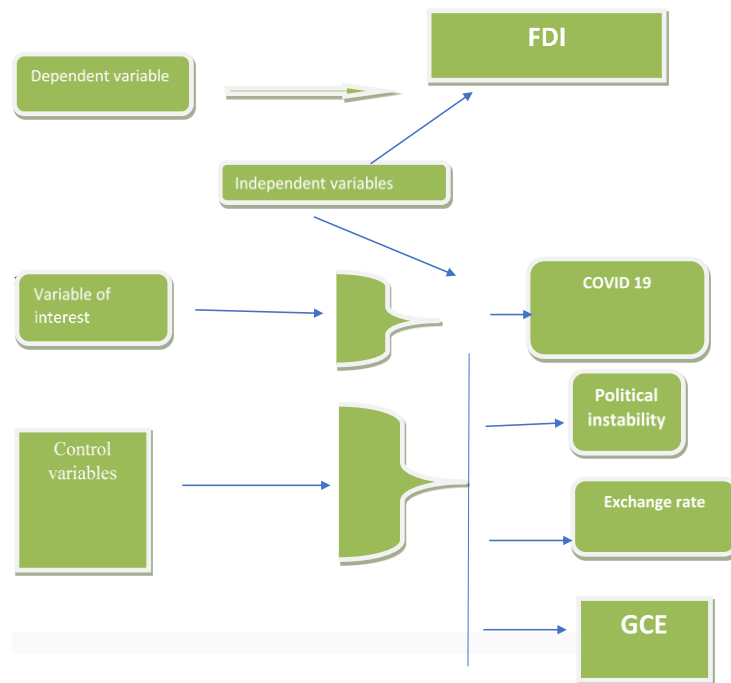 FDI
Dependent variable
Independent variables
Variable of
interest
COVID 19
Political
instability
Control
variables
Exchange rate
GCE